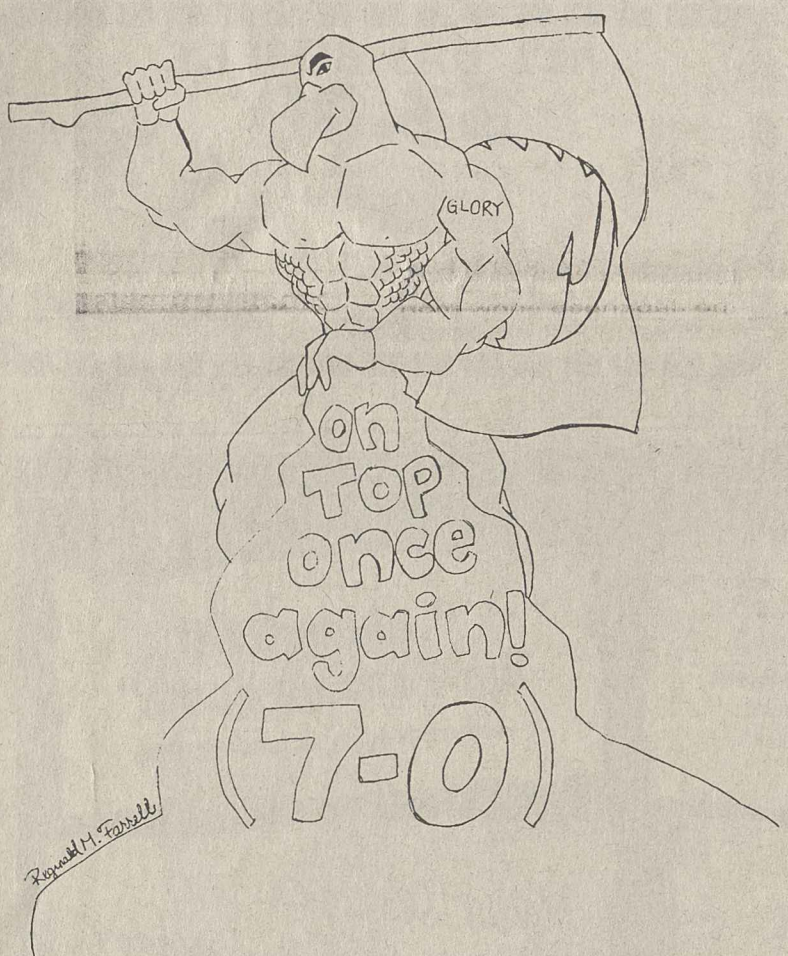 GLORY
on
TOP
once
again!
(7-0)
Reginald M. Farrell